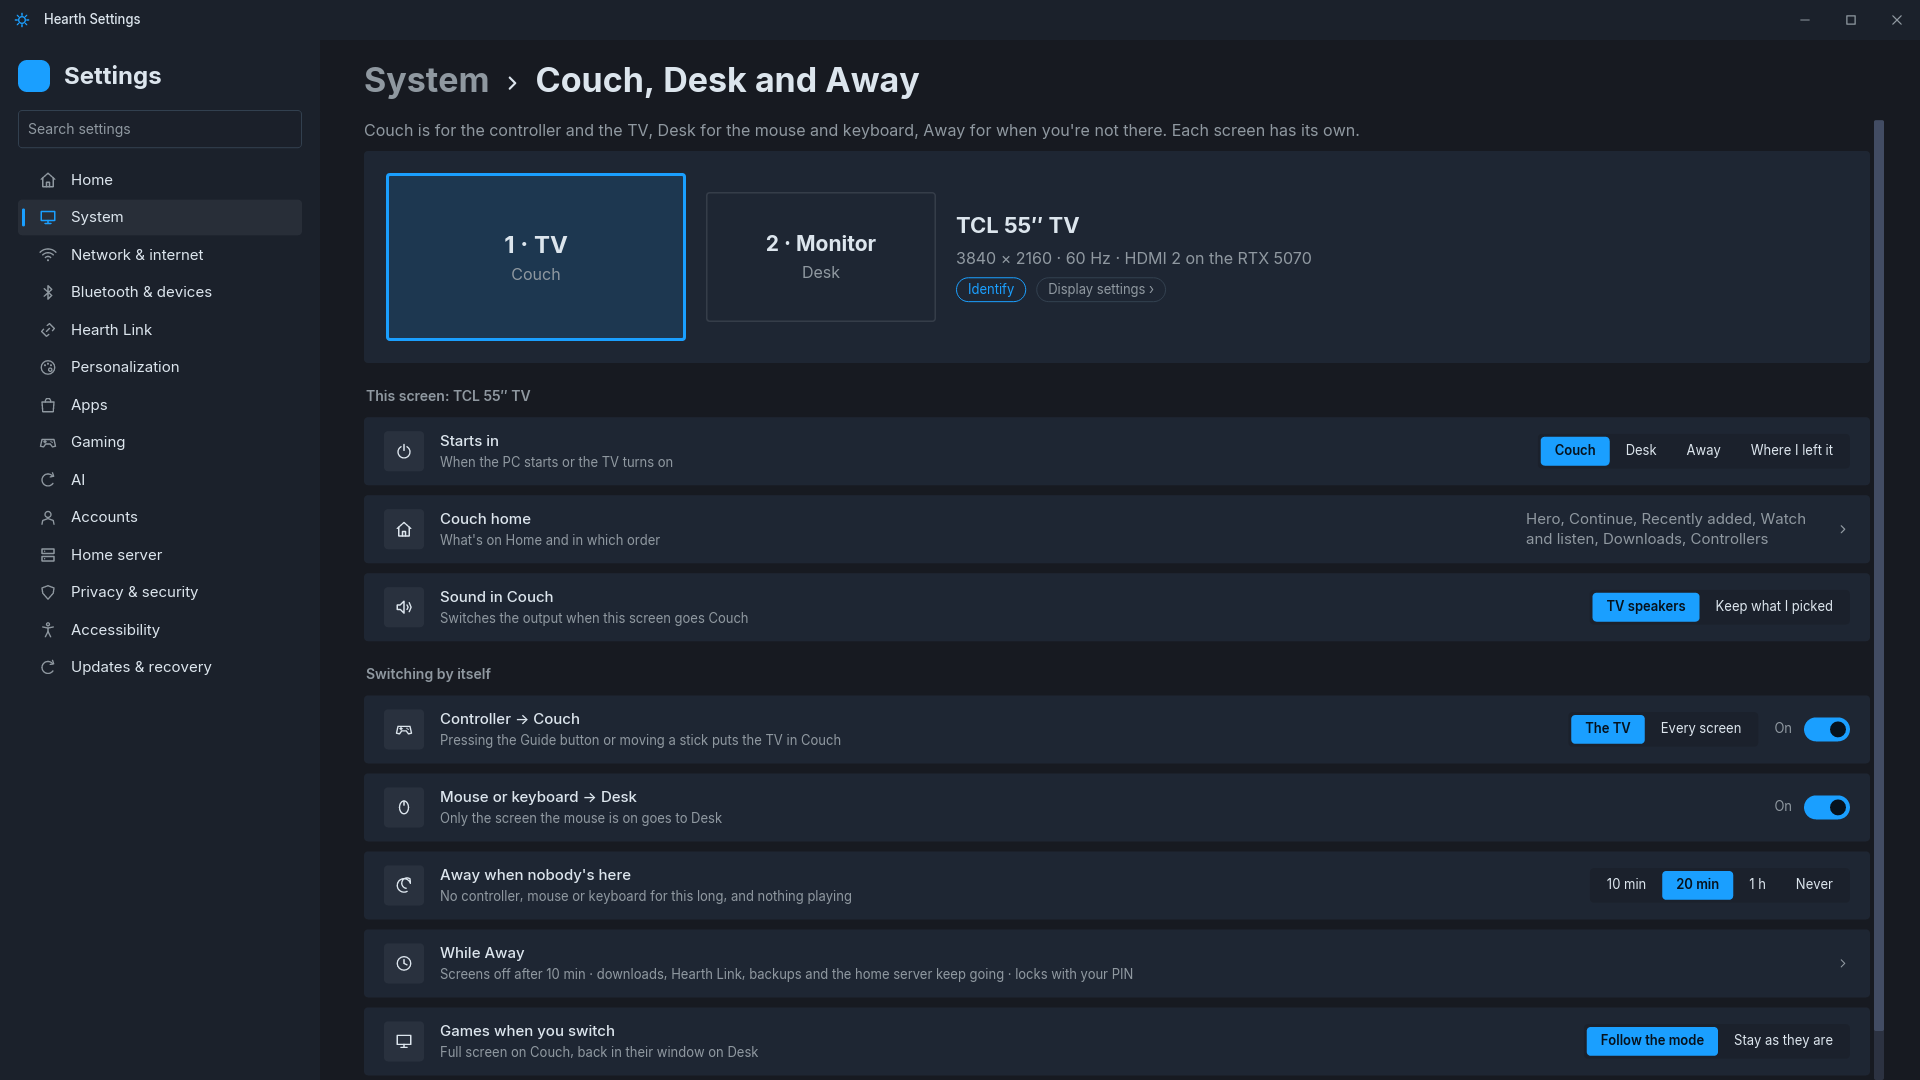 Hearth Settings
Settings
Search settings
Home
System
Network & internet
Bluetooth & devices
Hearth Link
Personalization
Apps
Gaming
AI
Accounts
Home server
Privacy & security
Accessibility
Updates & recovery
System › Couch, Desk and Away
Couch is for the controller and the TV, Desk for the mouse and keyboard, Away for when you're not there. Each screen has its own.
1 · TV
Couch
2 · Monitor
Desk
TCL 55″ TV
3840 × 2160 · 60 Hz · HDMI 2 on the RTX 5070
Identify
Display settings ›
This screen: TCL 55″ TV
Starts in
When the PC starts or the TV turns on
Couch Desk Away Where I left it
Couch home
What's on Home and in which order
Hero, Continue, Recently added, Watch
and listen, Downloads, Controllers
Sound in Couch
Switches the output when this screen goes Couch
TV speakers Keep what I picked
Switching by itself
Controller → Couch
Pressing the Guide button or moving a stick puts the TV in Couch
The TV Every screen On
Mouse or keyboard → Desk
Only the screen the mouse is on goes to Desk
On
Away when nobody's here
No controller, mouse or keyboard for this long, and nothing playing
10 min 20 min 1 h Never
While Away
Screens off after 10 min · downloads, Hearth Link, backups and the home server keep going · locks with your PIN
Games when you switch
Full screen on Couch, back in their window on Desk
Follow the mode Stay as they are